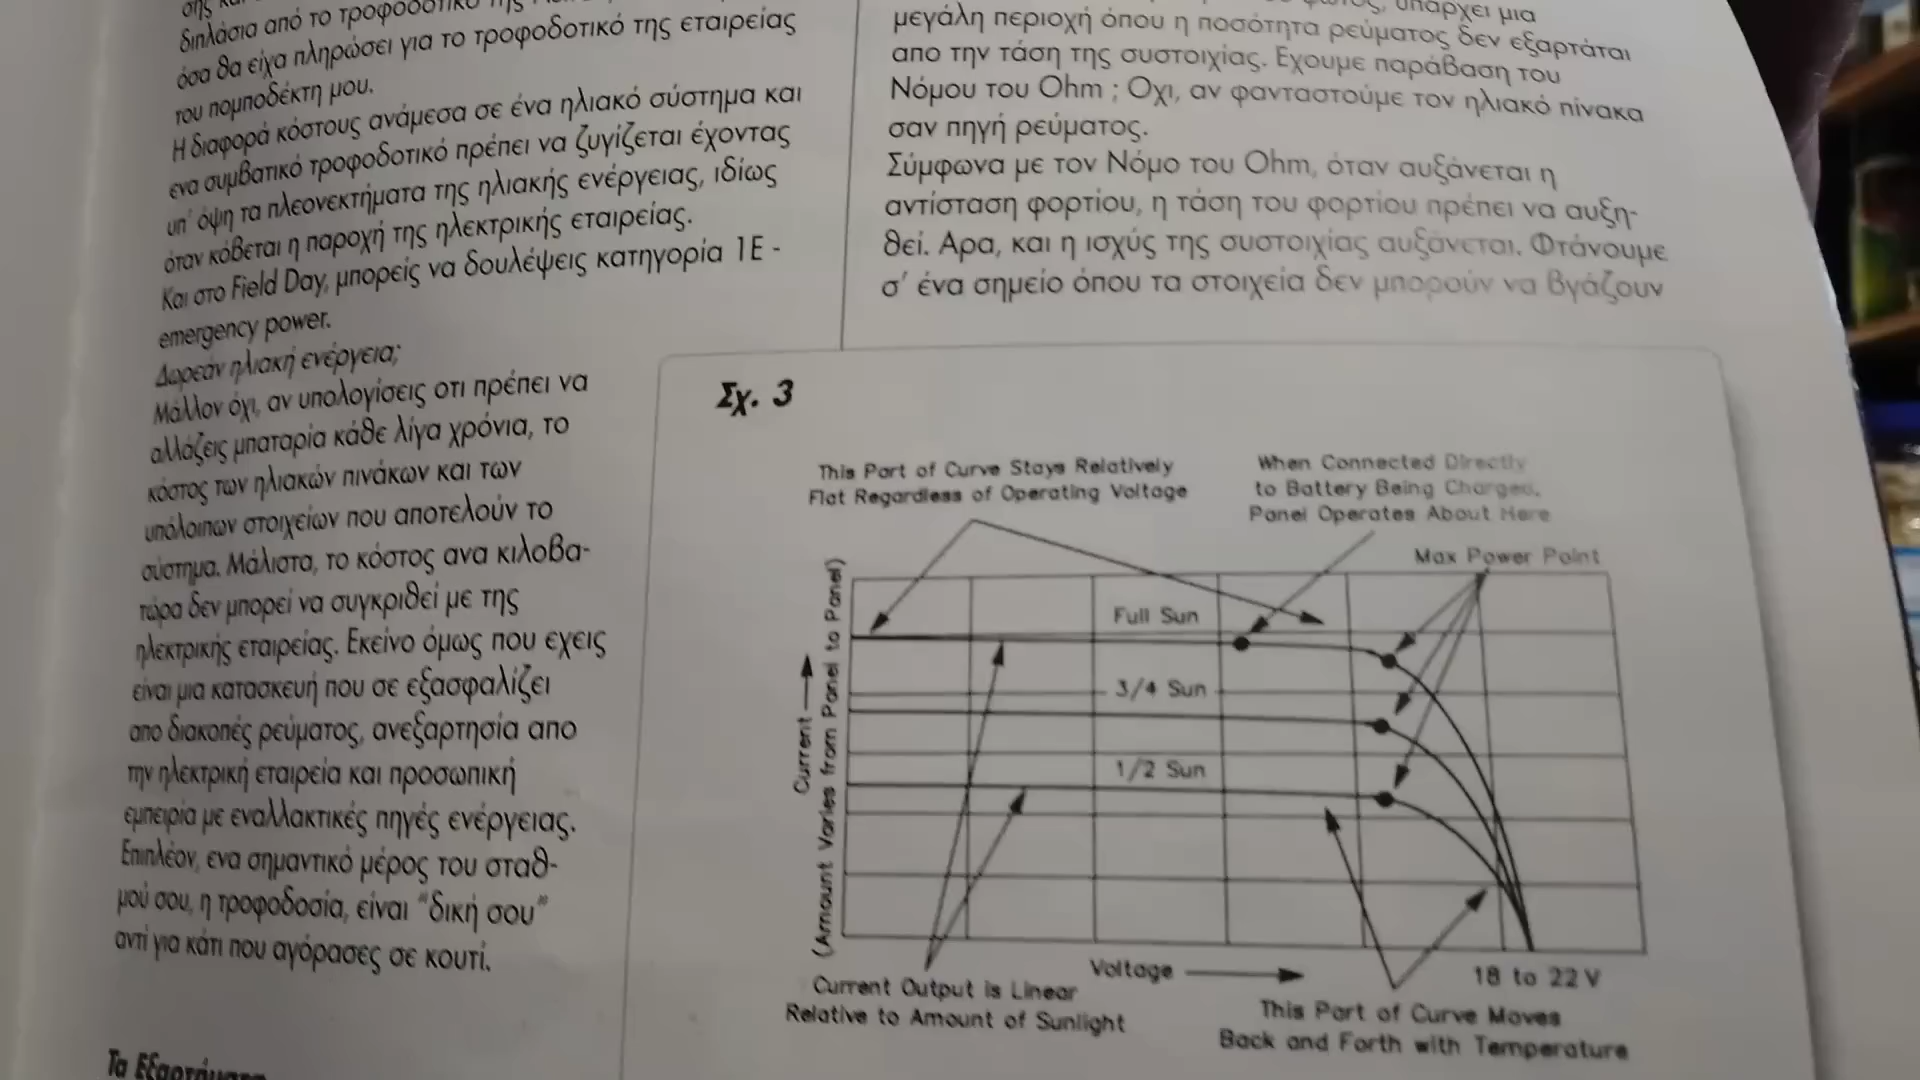 διπλάσια από το τροφοδοτικό της
όσα θα είχα πληρώσει για το τροφοδοτικό της εταιρείας
του πομποδέκτη μου.
Η διαφορά κόστους ανάμεσα σε ένα ηλιακό σύστημα και
ενα συμβατικό τροφοδοτικό πρέπει να ζυγίζεται έχοντας
υπ' όψη τα πλεονεκτήματα της ηλιακής ενέργειας, ιδίως
όταν κόβεται η παροχή της ηλεκτρικής εταιρείας.
Και στο Field Day, μπορείς να δουλέψεις κατηγορία 1E -
emergency power.
Δωρεάν ηλιακή ενέργεια;
Μάλλον όχι, αν υπολογίσεις οτι πρέπει να
αλλάζεις μπαταρία κάθε λίγα χρόνια, το
κόστος των ηλιακών πινάκων και των
υπόλοιπων στοιχείων που αποτελούν το
σύστημα. Μάλιστα, το κόστος ανα κιλοβα-
τώρα δεν μπορεί να συγκριθεί με της
ηλεκτρικής εταιρείας. Εκείνο όμως που εχεις
είναι μια κατασκευή που σε εξασφαλίζει
απο διακοπές ρεύματος, ανεξαρτησία απο
την ηλεκτρική εταιρεία και προσωπική
εμπειρία με εναλλακτικές πηγές ενέργειας.
Επιπλέον, ενα σημαντικό μέρος του σταθ-
μού σου, η τροφοδοσία, είναι "δική σου"
αντί για κάτι που αγόρασες σε κουτί.
Τα Εξαρτήματα
υπάρχει μια
μεγάλη περιοχή όπου η ποσότητα ρεύματος δεν εξαρτάται
απο την τάση της συστοιχίας. Εχουμε παράβαση του
Νόμου του Ohm ; Οχι, αν φανταστούμε τον ηλιακό πίνακα
σαν πηγή ρεύματος.
Σύμφωνα με τον Νόμο του Ohm, όταν αυξάνεται η
αντίσταση φορτίου, η τάση του φορτίου πρέπει να αυξη-
θεί. Αρα, και η ισχύς της συστοιχίας αυξάνεται. Φτάνουμε
σ' ένα σημείο όπου τα στοιχεία δεν μπορούν να βγάζουν
Σχ. 3
This Part of Curve Stays Relatively
Flat Regardless of Operating Voltage
When Connected Directly
to Battery Being Charged,
Panel Operates About Here
Max Power Point
Full Sun
3/4 Sun
1/2 Sun
Current
(Amount Varies from Panel to Panel)
Voltage
18 to 22 V
Current Output is Linear
Relative to Amount of Sunlight
This Part of Curve Moves
Back and Forth with Temperature